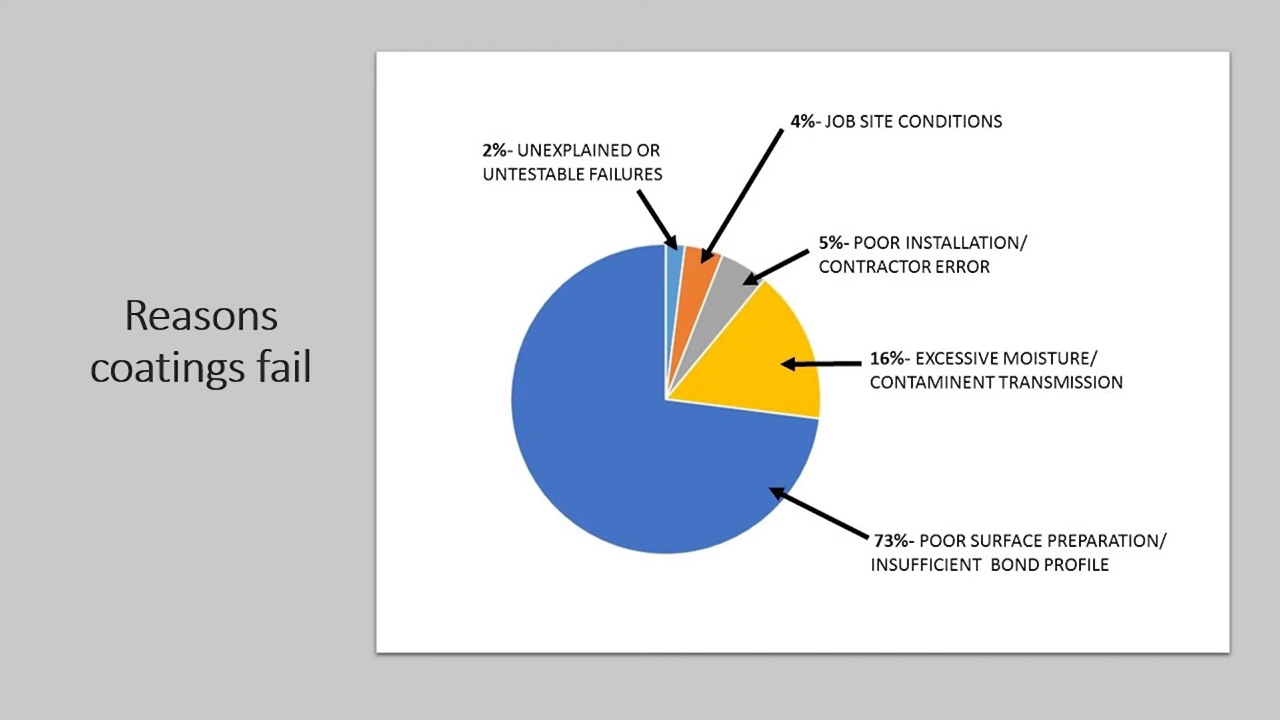 Reasons
coatings fail
4%- JOB SITE CONDITIONS
2%- UNEXPLAINED OR
UNTESTABLE FAILURES
5%- POOR INSTALLATION/
CONTRACTOR ERROR
16%- EXCESSIVE MOISTURE/
CONTAMINENT TRANSMISSION
73%- POOR SURFACE PREPARATION/
INSUFFICIENT  BOND PROFILE